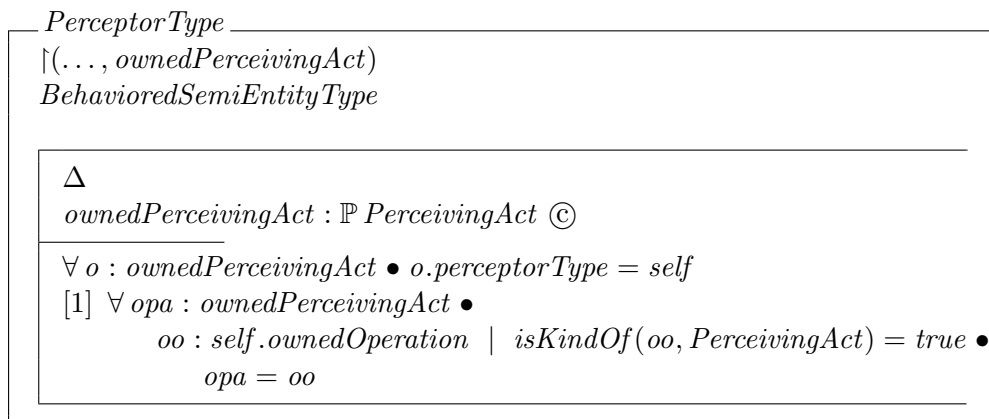 PerceptorType
↾(..., ownedPerceivingAct)
BehavioredSemiEntityType
Δ
ownedPerceivingAct : ℙ PerceivingAct ©
∀ o : ownedPerceivingAct • o.perceptorType = self
[1] ∀ opa : ownedPerceivingAct •
oo : self.ownedOperation | isKindOf(oo, PerceivingAct) = true •
opa = oo